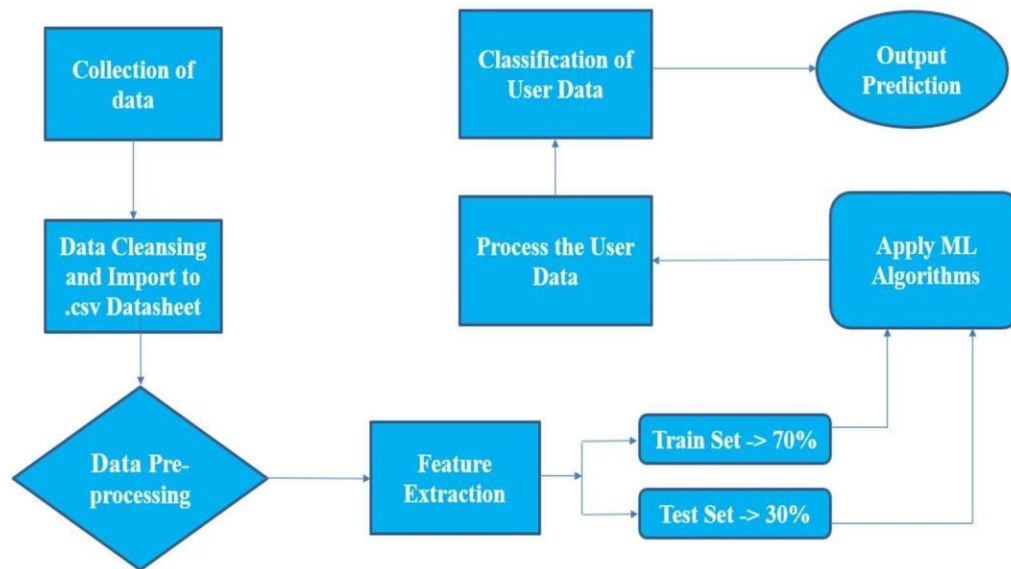 Collection of
data
Data Cleansing
and Import to
.csv Datasheet
Data Pre-
processing
Feature
Extraction
Train Set -> 70%
Test Set -> 30%
Apply ML
Algorithms
Process the User
Data
Classification of
User Data
Output
Prediction